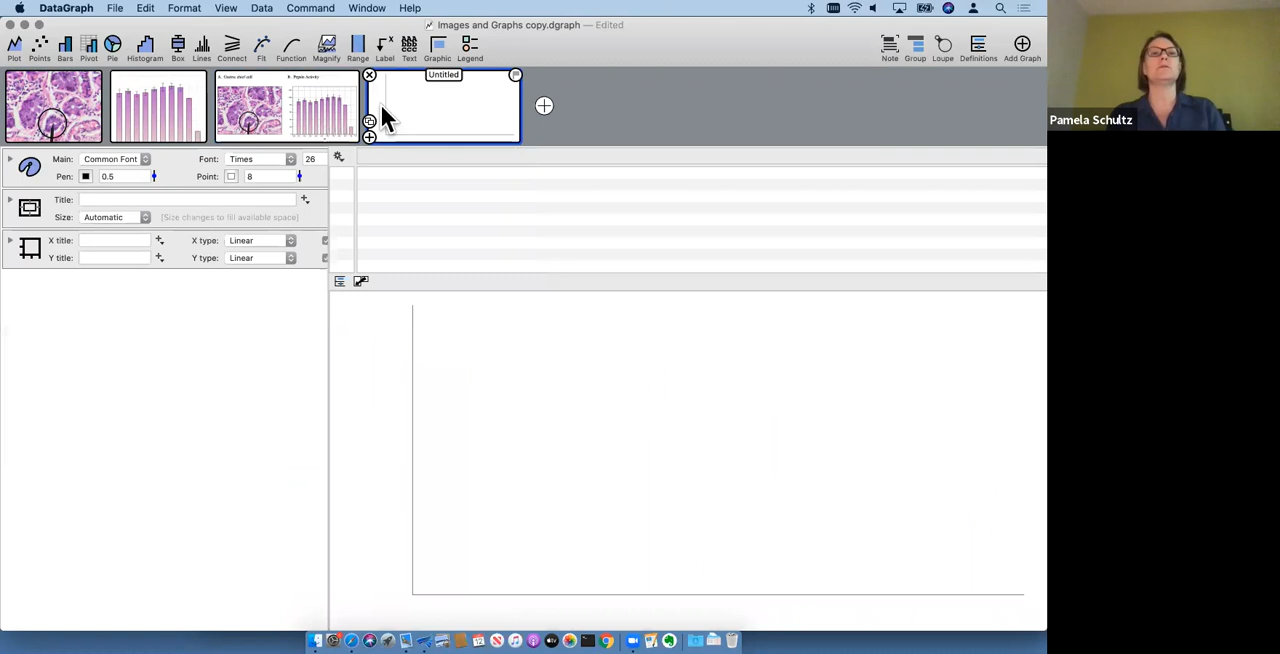 DataGraph File Edit Format View Data Command Window Help
Images and Graphs copy.dgraph — Edited
Plot Points Bars Pivot Pie Histogram Box Lines Connect Fit Function Magnify Range Label Text Graphic Legend Note Group Loupe Definitions Add Graph
Untitled
Pamela Schultz
Main: Common Font Font: Times 26
Pen: 0.5 Point: 8
Title:
Size: Automatic (Size changes to fill available space)
X title: X type: Linear
Y title: Y type: Linear